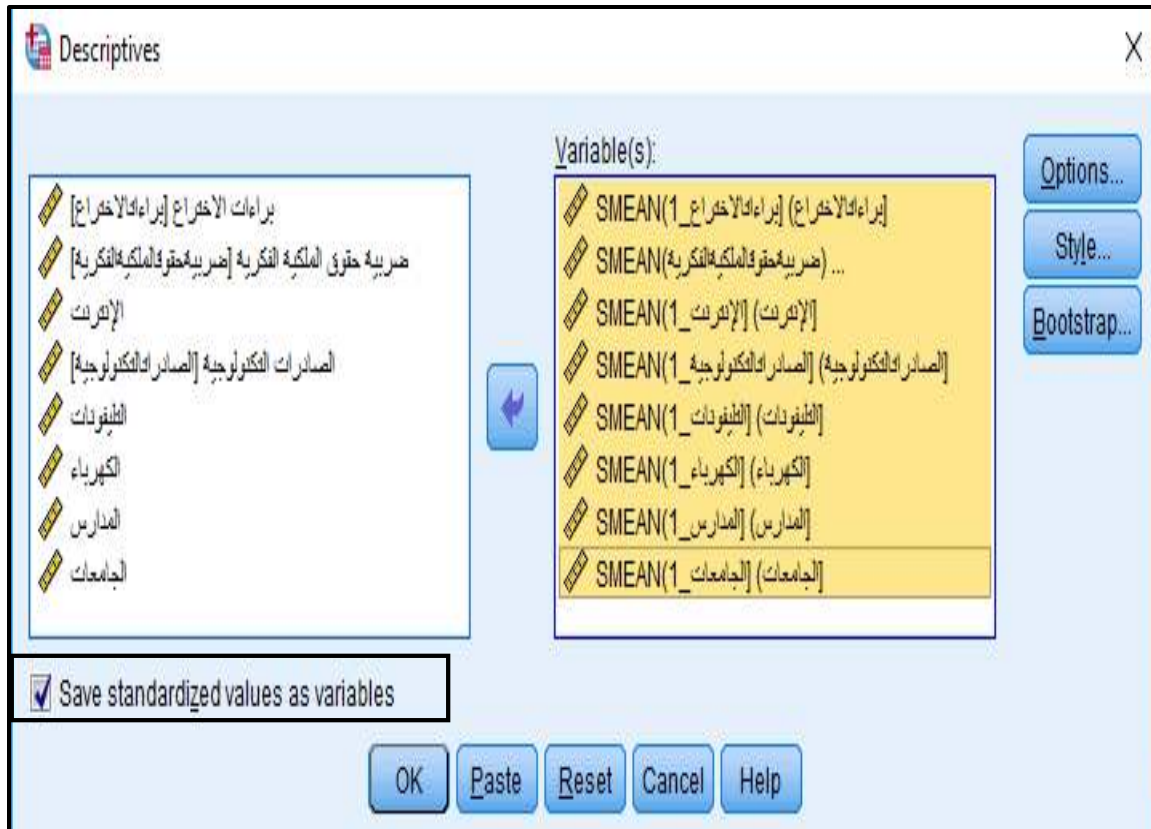 Descriptives
براءات الاختراع [براءاتالاختراع]
ضريبة حقوق الملكية الفكرية [ضريبةحقوقالملكيةالفكرية]
الإنترنت
الصادرات التكنولوجية [الصادراتالتكنولوجية]
التليفونات
الكهرباء
المدارس
الجامعات
Variable(s):
SMEAN(براءاتالاختراع) [براءاتالاختراع_1]
SMEAN(ضريبةحقوقالملكيةالفكرية) ...
SMEAN(الإنترنت) [الإنترنت_1]
SMEAN(الصادراتالتكنولوجية) [الصادراتالتكنولوجية_1]
SMEAN(التليفونات) [التليفونات_1]
SMEAN(الكهرباء) [الكهرباء_1]
SMEAN(المدارس) [المدارس_1]
SMEAN(الجامعات) [الجامعات_1]
Options...
Style...
Bootstrap...
Save standardized values as variables
OK Paste Reset Cancel Help